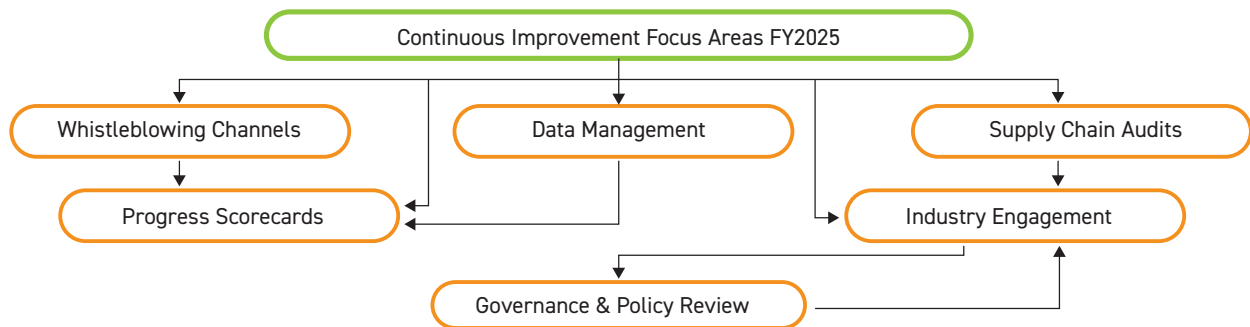 Continuous Improvement Focus Areas FY2025
Whistleblowing Channels
Data Management
Supply Chain Audits
Progress Scorecards
Industry Engagement
Governance & Policy Review